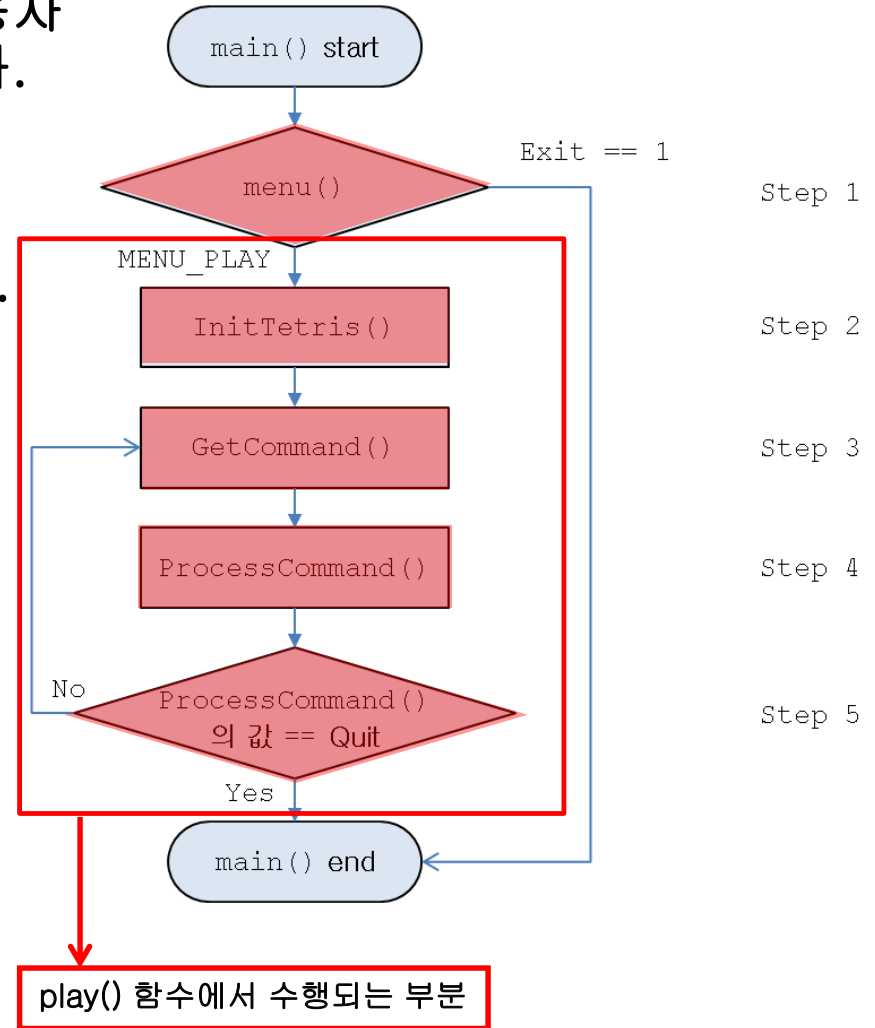 main() start
Exit == 1
menu()
Step 1
MENU_PLAY
InitTetris()
Step 2
GetCommand()
Step 3
ProcessCommand()
Step 4
No
ProcessCommand()
의 값 == Quit
Step 5
Yes
main() end
play() 함수에서 수행되는 부분